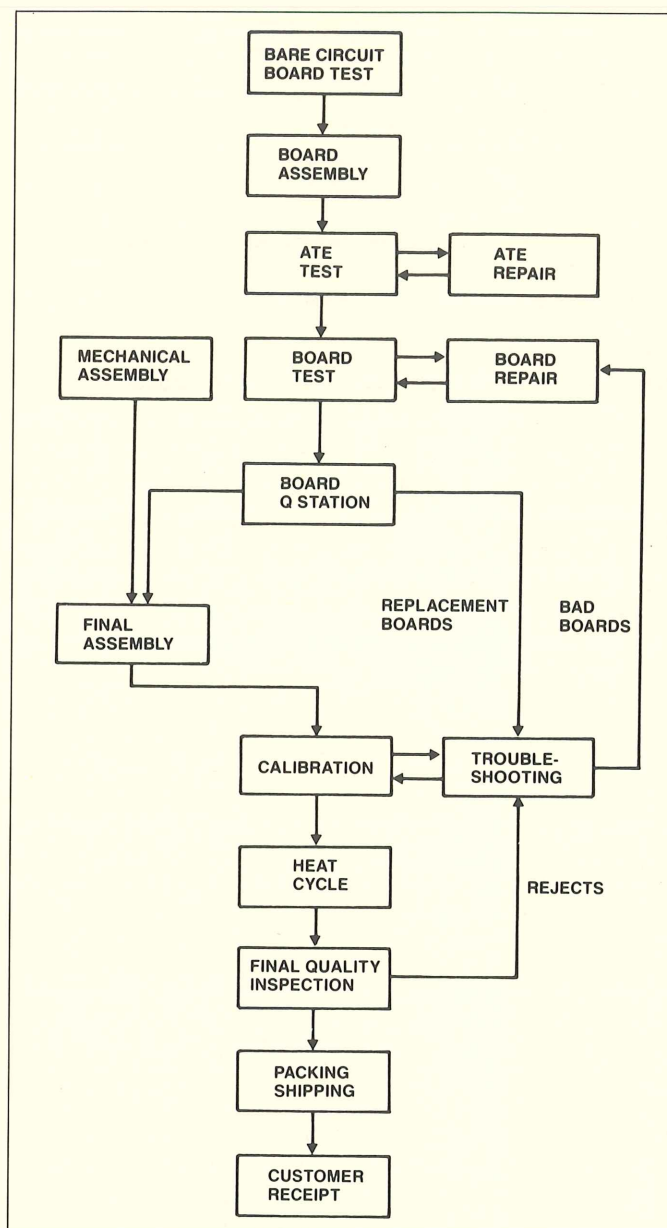 BARE CIRCUIT
BOARD TEST
BOARD
ASSEMBLY
ATE
TEST
ATE
REPAIR
MECHANICAL
ASSEMBLY
BOARD
TEST
BOARD
REPAIR
BOARD
Q STATION
FINAL
ASSEMBLY
REPLACEMENT
BOARDS
BAD
BOARDS
CALIBRATION
TROUBLE-
SHOOTING
HEAT
CYCLE
REJECTS
FINAL QUALITY
INSPECTION
PACKING
SHIPPING
CUSTOMER
RECEIPT